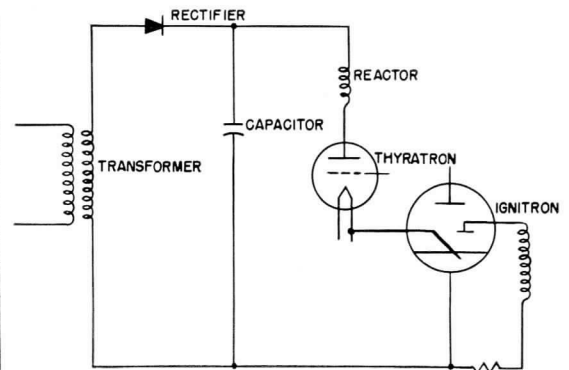 RECTIFIER
REACTOR
CAPACITOR
THYRATRON
TRANSFORMER
IGNITRON